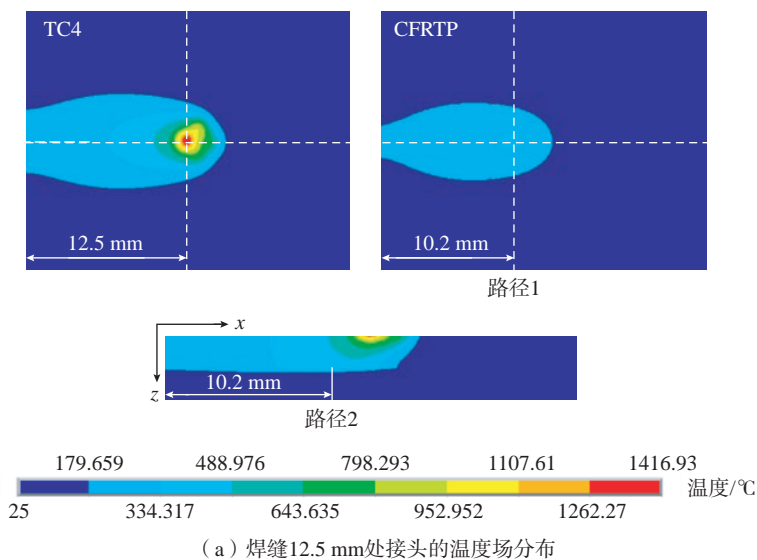 TC4
CFRTP
12.5 mm
10.2 mm
路径1
x
10.2 mm
z
路径2
179.659 488.976 798.293 1107.61 1416.93
温度/℃
25 334.317 643.635 952.952 1262.27
（a）焊缝12.5 mm处接头的温度场分布